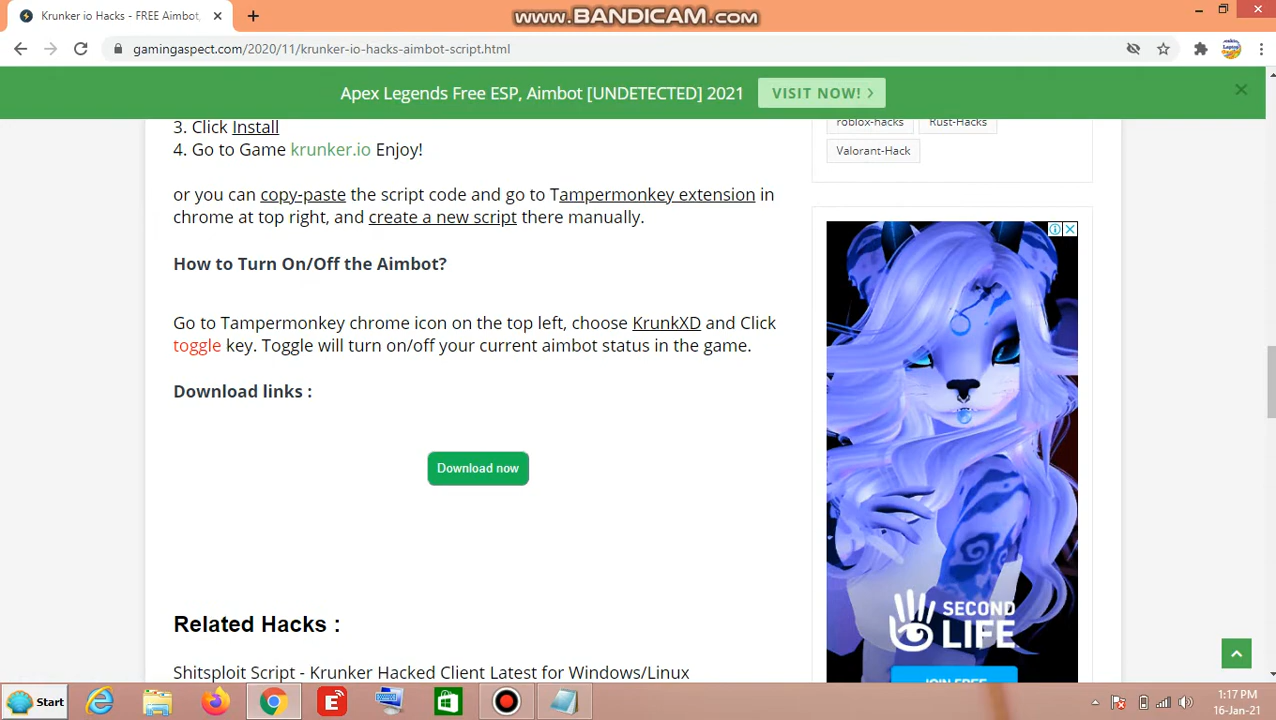 www.BANDICAM.com
Krunker io Hacks - FREE Aimbot,
gamingaspect.com/2020/11/krunker-io-hacks-aimbot-script.html
Apex Legends Free ESP, Aimbot [UNDETECTED] 2021 VISIT NOW!
3. Click Install
4. Go to Game krunker.io Enjoy!
or you can copy-paste the script code and go to Tampermonkey extension in
chrome at top right, and create a new script there manually.
How to Turn On/Off the Aimbot?
Go to Tampermonkey chrome icon on the top left, choose KrunkXD and Click
toggle key. Toggle will turn on/off your current aimbot status in the game.
Download links :
Download now
Related Hacks :
Shitsploit Script - Krunker Hacked Client Latest for Windows/Linux
roblox-hacks Rust-Hacks
Valorant-Hack
SECOND
LIFE
JOIN FREE
Start
1:17 PM
16-Jan-21